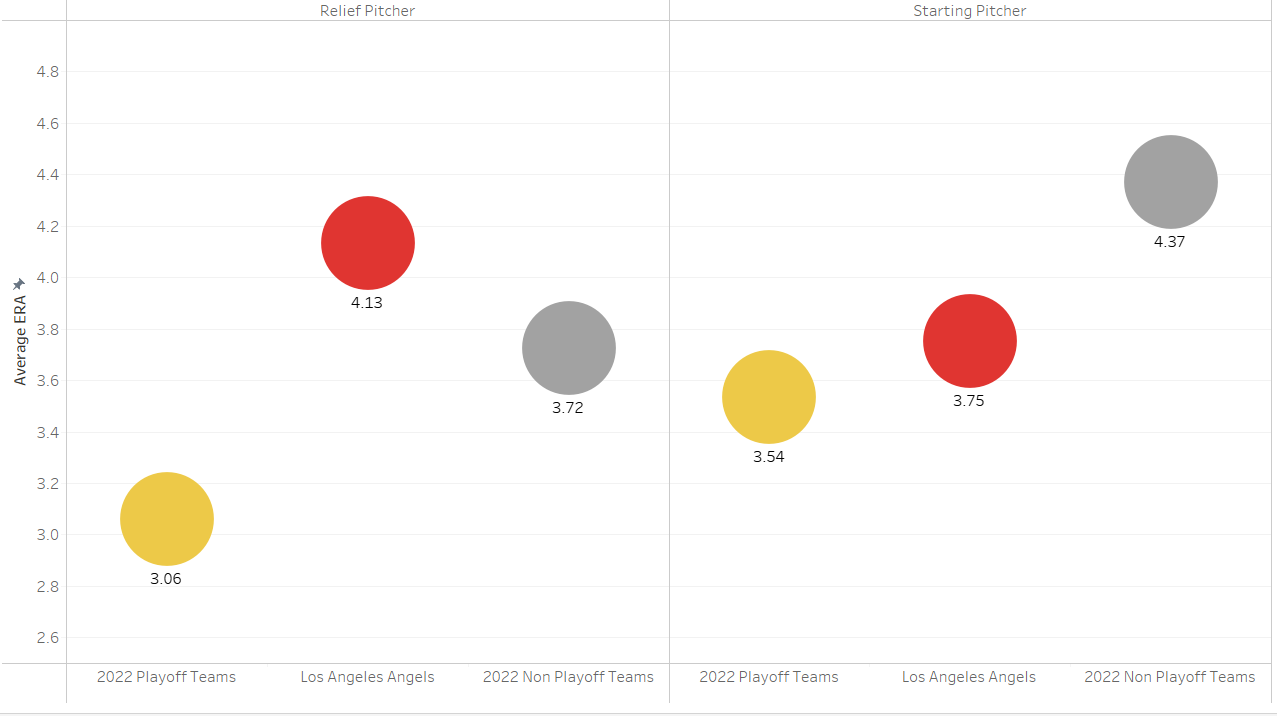 Relief Pitcher
Starting Pitcher
Average ERA
4.8
4.6
4.4
4.2
4.0
3.8
3.6
3.4
3.2
3.0
2.8
2.6
3.06
4.13
3.72
3.54
3.75
4.37
2022 Playoff Teams
Los Angeles Angels
2022 Non Playoff Teams
2022 Playoff Teams
Los Angeles Angels
2022 Non Playoff Teams